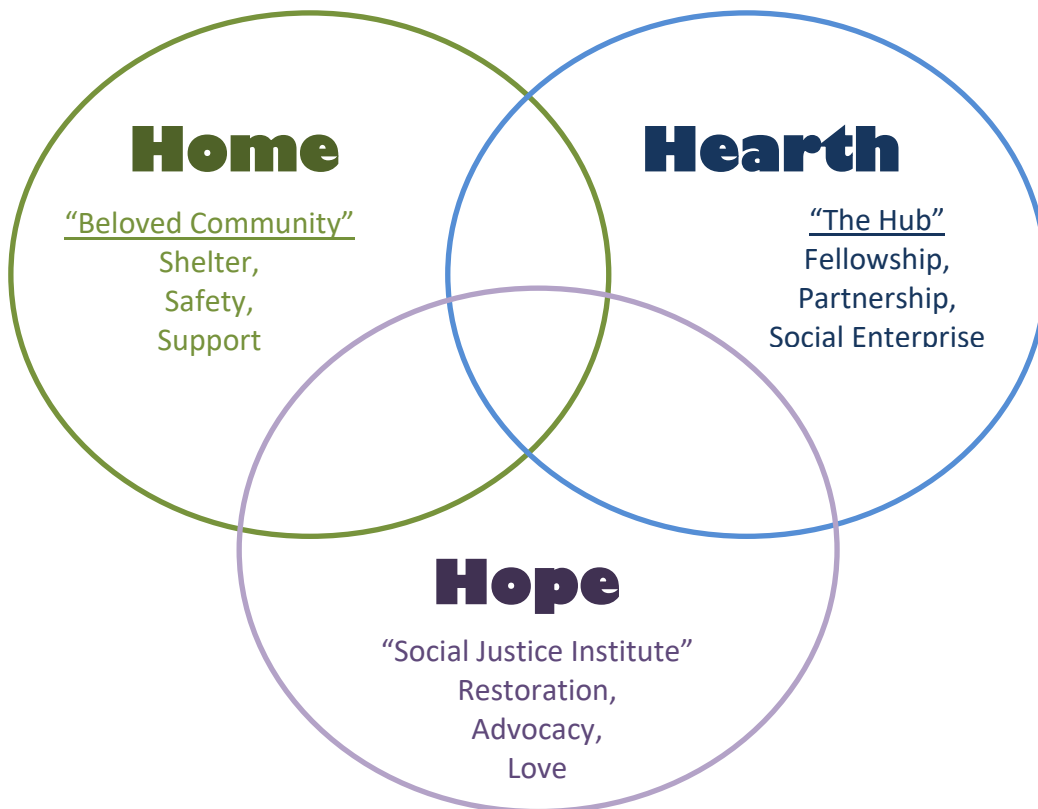 Home
“Beloved Community”
Shelter,
Safety,
Support
Hearth
“The Hub”
Fellowship,
Partnership,
Social Enterprise
Hope
“Social Justice Institute”
Restoration,
Advocacy,
Love